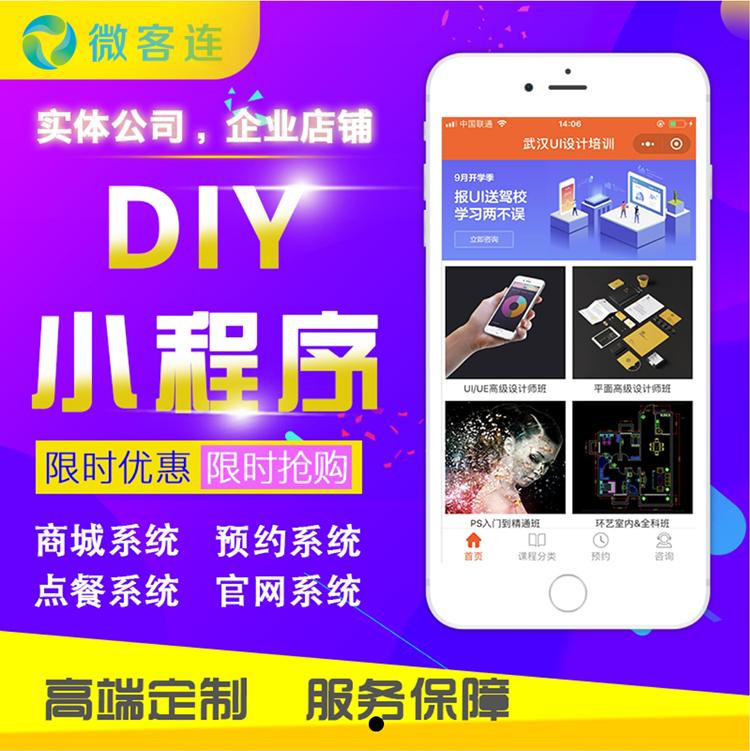 微客连
实体公司，企业店铺
DIY
小程序
限时优惠 限时抢购
商城系统 预约系统
点餐系统 官网系统
高端定制 服务保障
中国联通 14:06
武汉UI设计培训
9月开学季
报UI送驾校
学习两不误
立即咨询
UI/UE高级设计师班 平面高级设计师班
PS入门到精通班 环艺室内&全科班
首页 课程分类 预约 咨询